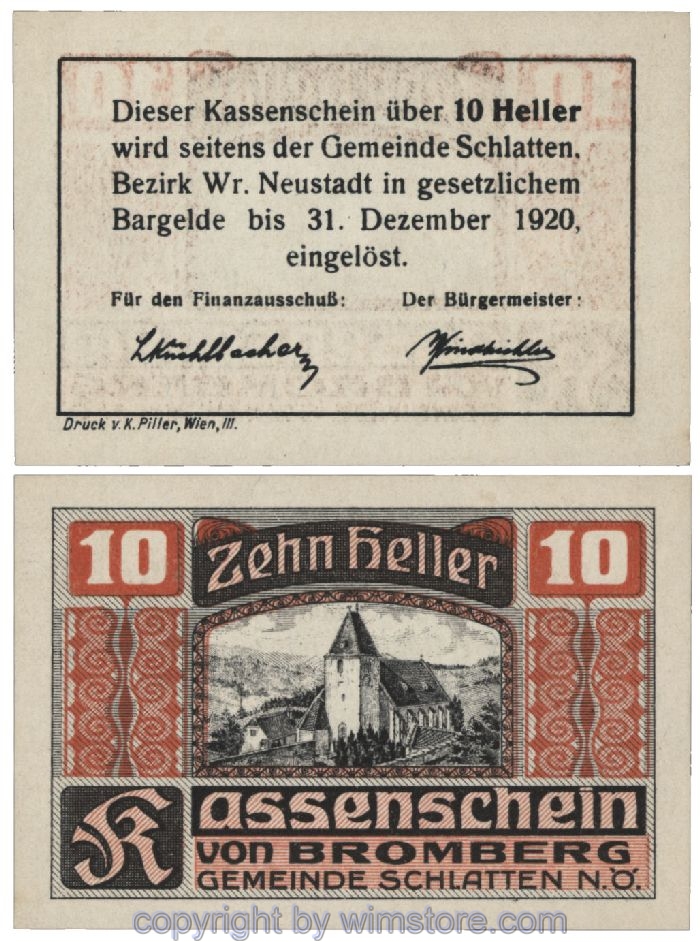 Dieser Kassenschein über 10 Heller
wird seitens der Gemeinde Schlatten,
Bezirk Wr. Neustadt in gesetzlichem
Bargelde bis 31. Dezember 1920,
eingelöst.
Für den Finanzausschuß: Der Bürgermeister:
Druck v. K. Piller, Wien, III.
10 Zehn Heller 10
Kassenschein
von BROMBERG
GEMEINDE SCHLATTEN N.Ö.
copyright by wimstore.com